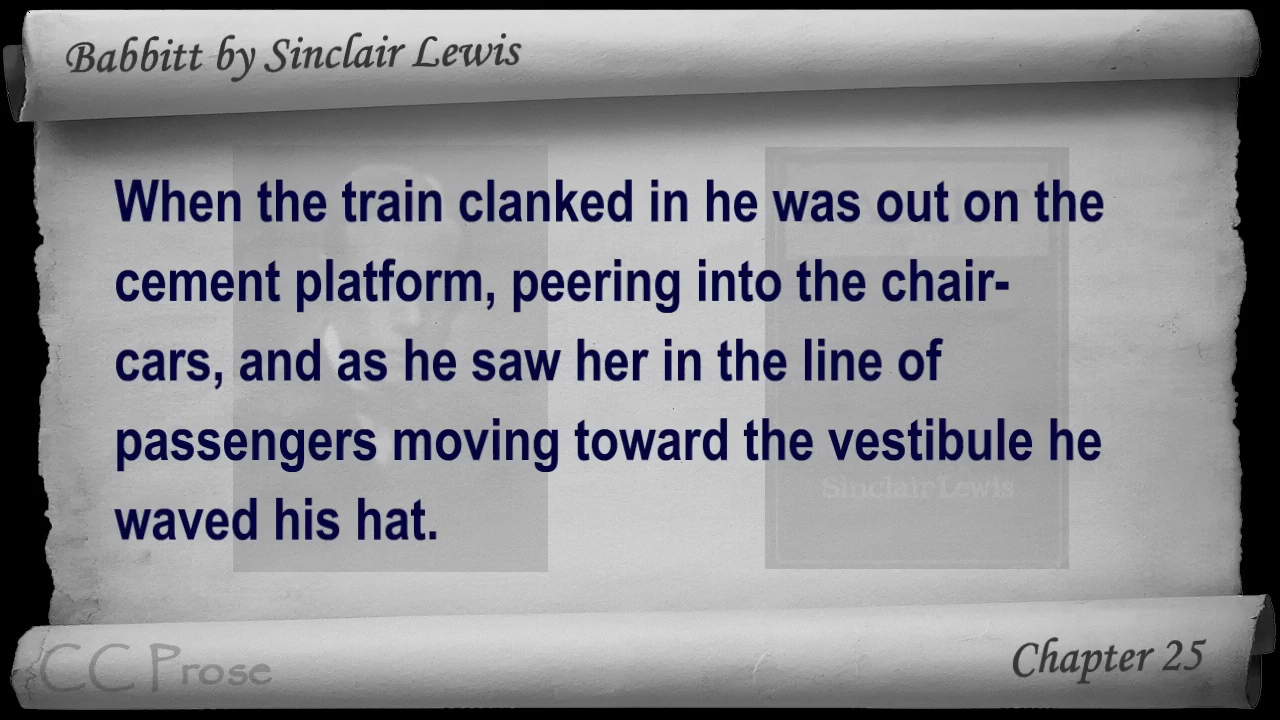 Babbitt by Sinclair Lewis
When the train clanked in he was out on the
cement platform, peering into the chair-
cars, and as he saw her in the line of
passengers moving toward the vestibule he
waved his hat.
Sinclair Lewis
CC Prose
Chapter 25